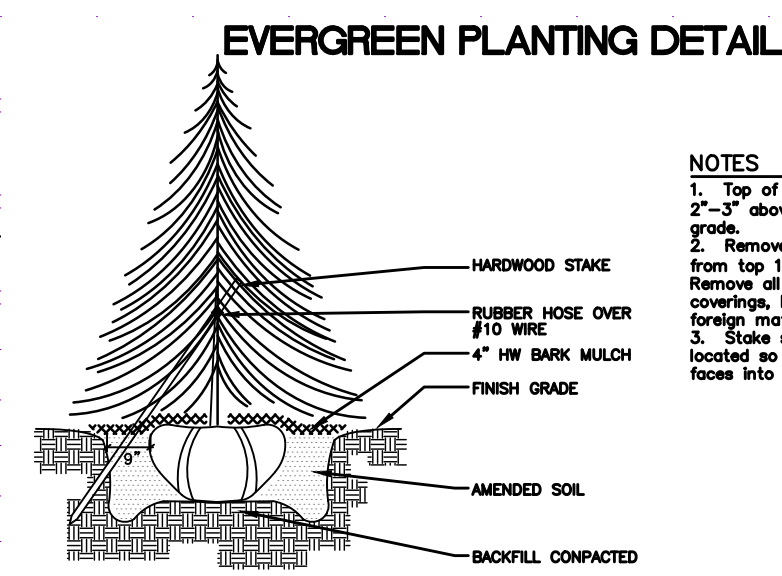 EVERGREEN PLANTING DETAIL
NOTES
1. Top of
2"-3" abov
grade.
2. Remove
from top 1
Remove all
coverings,
foreign mat
3. Stake s
located so
faces into
HARDWOOD STAKE
RUBBER HOSE OVER
#10 WIRE
4" HW BARK MULCH
FINISH GRADE
9"
AMENDED SOIL
BACKFILL CONPACTED